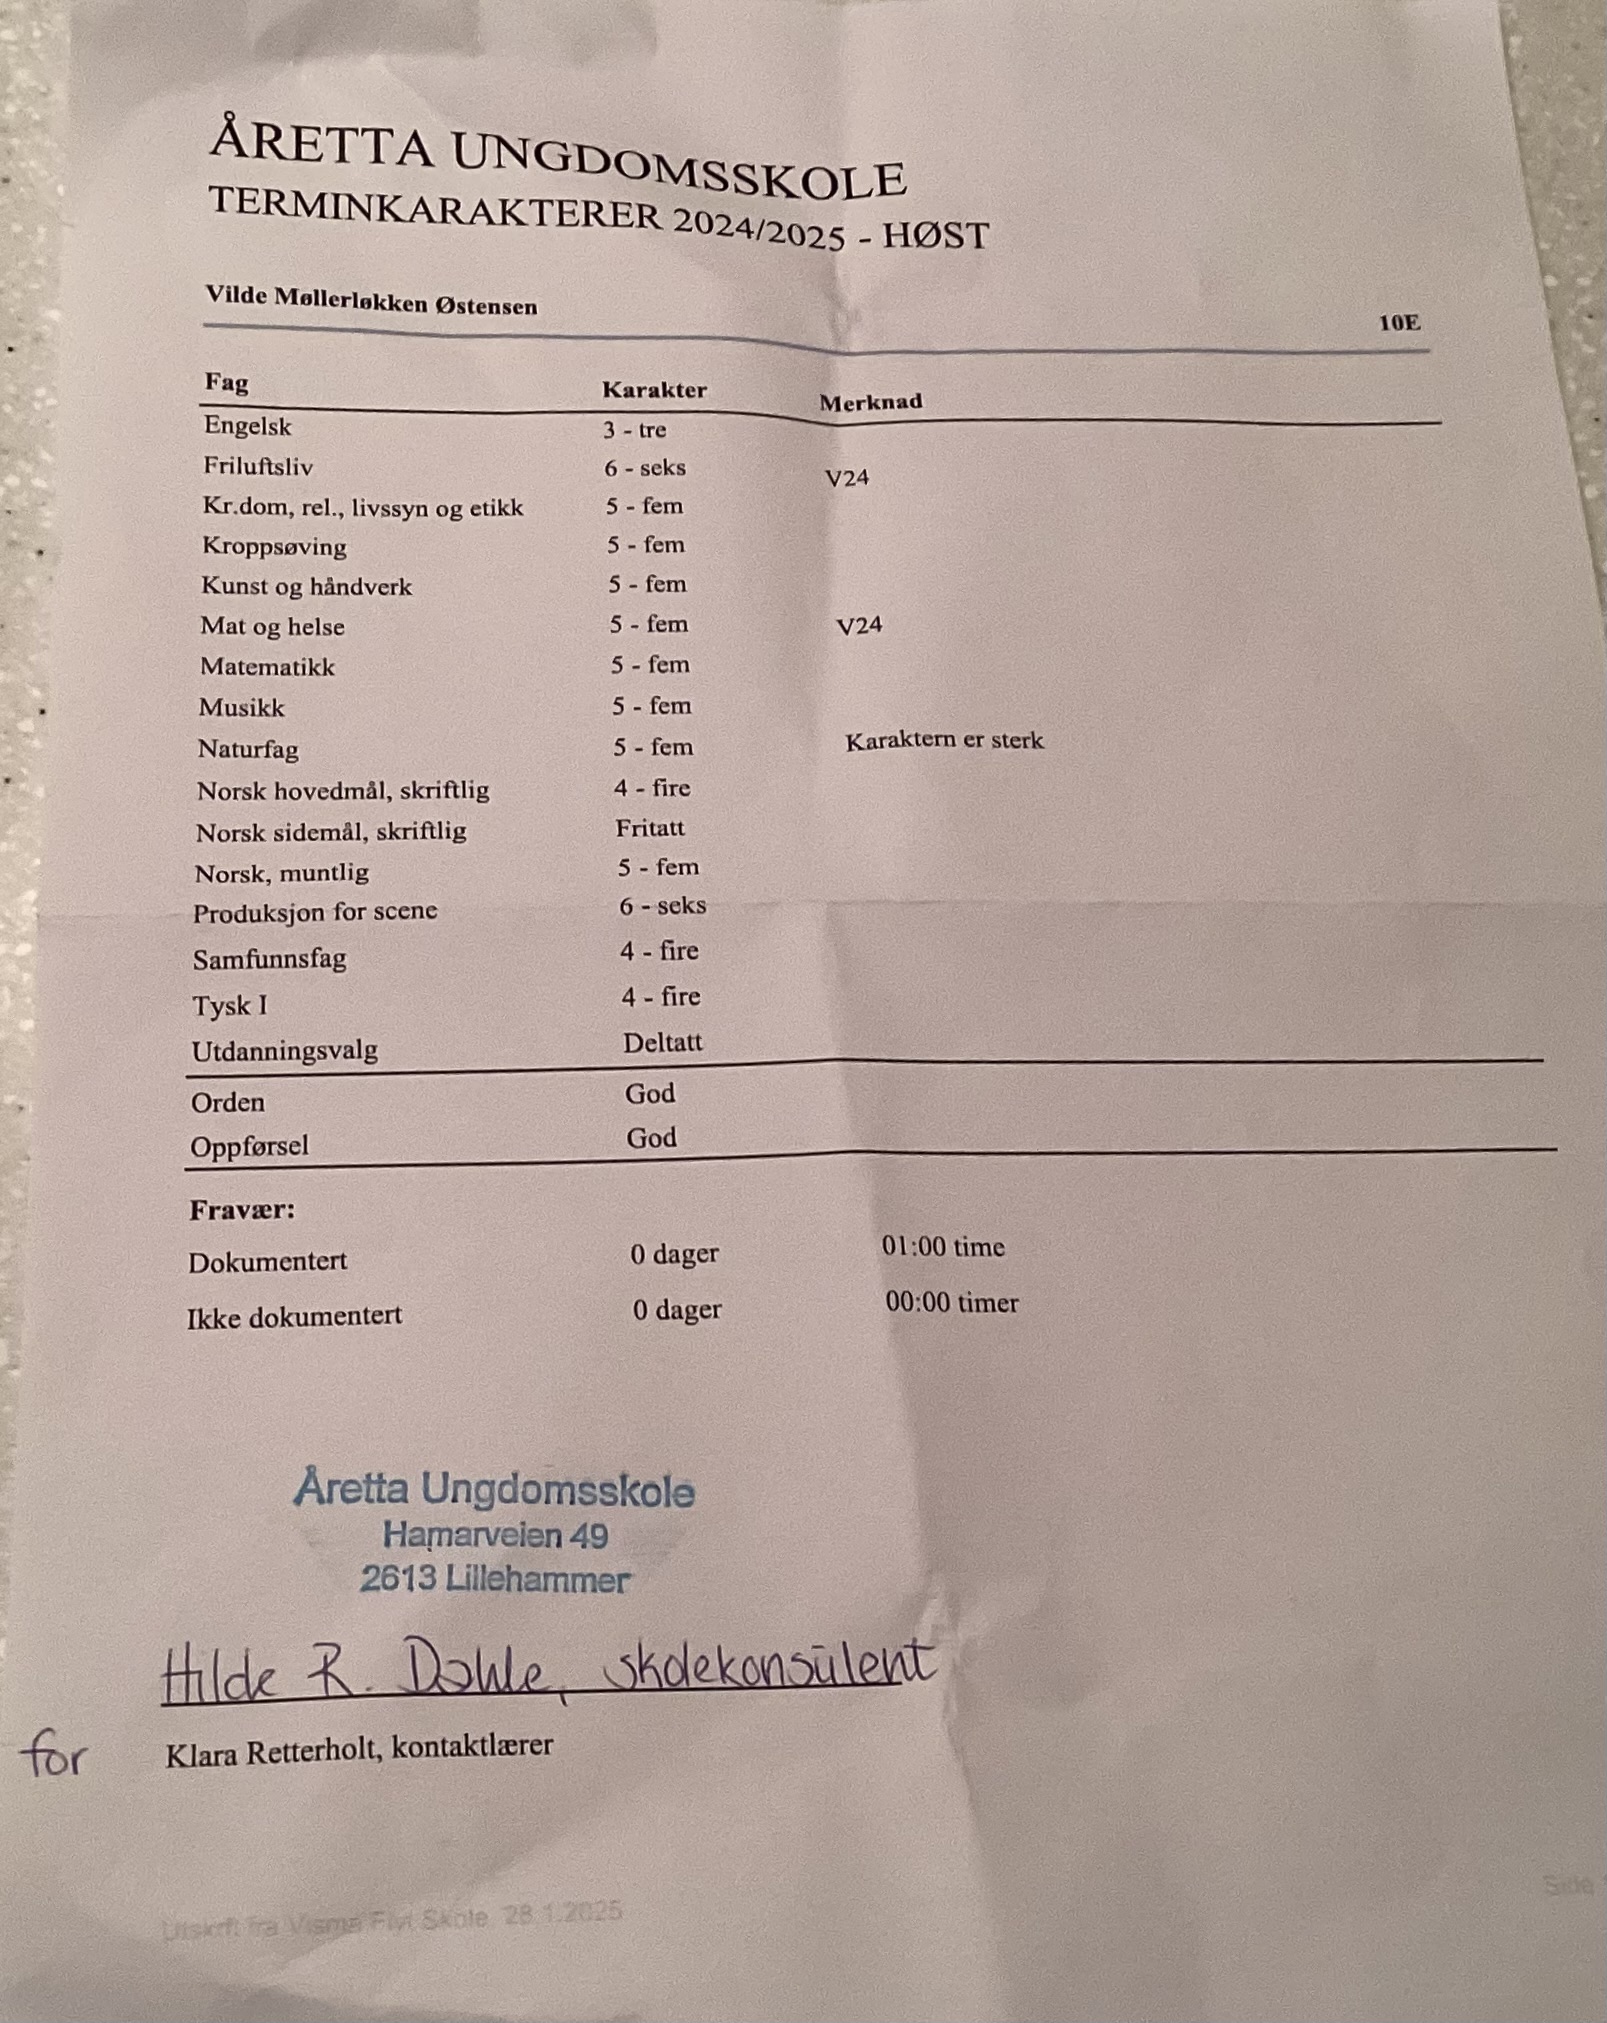 ÅRETTA UNGDOMSSKOLE
TERMINKARAKTERER 2024/2025 - HØST
Vilde Møllerløkken Østensen 10E
Fag Karakter Merknad
Engelsk 3 - tre
Friluftsliv 6 - seks V24
Kr.dom, rel., livssyn og etikk 5 - fem
Kroppsøving 5 - fem
Kunst og håndverk 5 - fem
Mat og helse 5 - fem V24
Matematikk 5 - fem
Musikk 5 - fem
Naturfag 5 - fem Karaktern er sterk
Norsk hovedmål, skriftlig 4 - fire
Norsk sidemål, skriftlig Fritatt
Norsk, muntlig 5 - fem
Produksjon for scene 6 - seks
Samfunnsfag 4 - fire
Tysk I 4 - fire
Utdanningsvalg Deltatt
Orden God
Oppførsel God
Fravær:
Dokumentert 0 dager 01:00 time
Ikke dokumentert 0 dager 00:00 timer
Åretta Ungdomsskole
Hamarveien 49
2613 Lillehammer
Hilde R. Dahle, skolekonsulent
for Klara Retterholt, kontaktlærer
Utskrift fra Visma Flyt Skole 28.1.2025 Side